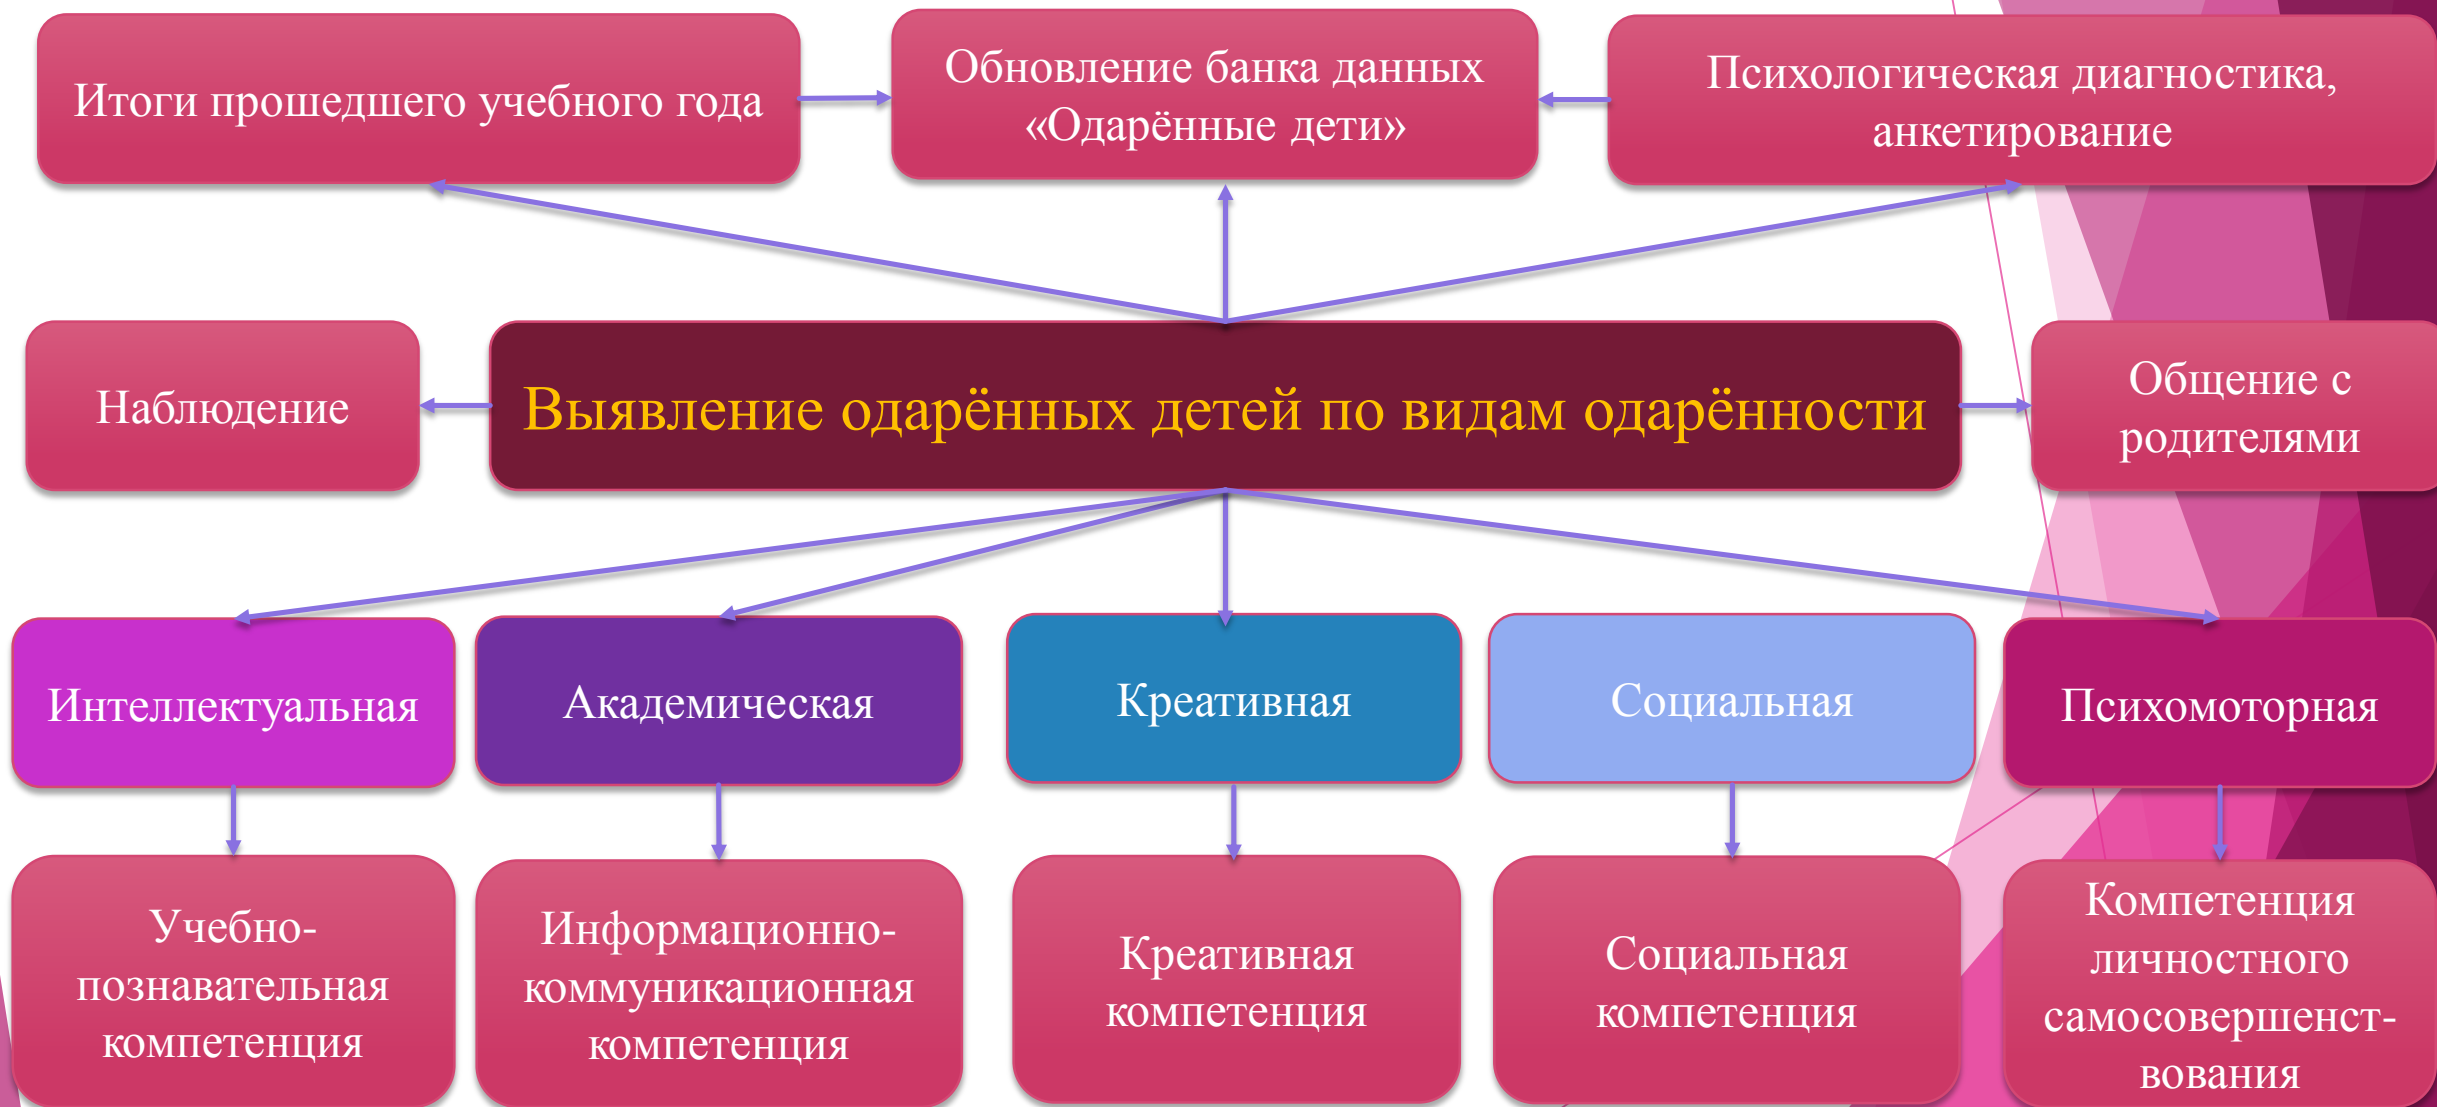 Итоги прошедшего учебного года
Обновление банка данных
«Одарённые дети»
Психологическая диагностика,
анкетирование
Наблюдение
Выявление одарённых детей по видам одарённости
Общение с
родителями
Интеллектуальная
Академическая
Креативная
Социальная
Психомоторная
Учебно-
познавательная
компетенция
Информационно-
коммуникационная
компетенция
Креативная
компетенция
Социальная
компетенция
Компетенция
личностного
самосовершенст-
вования